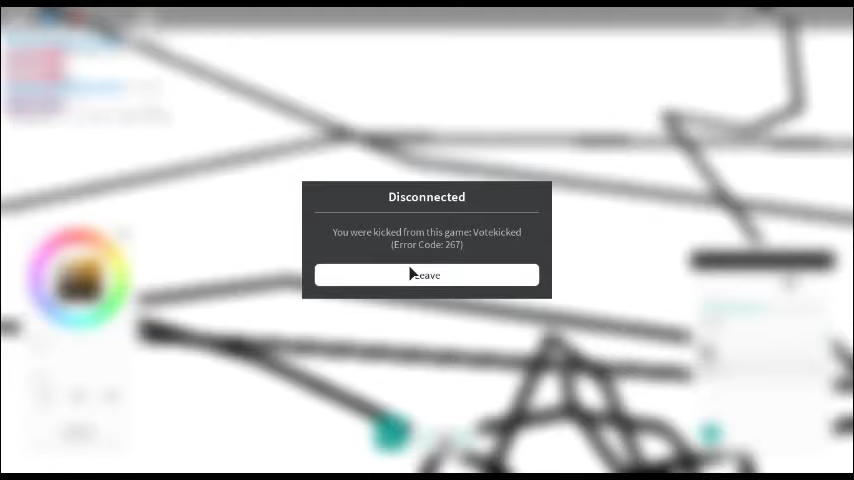 Disconnected
You were kicked from this game: Votekicked
(Error Code: 267)
Leave